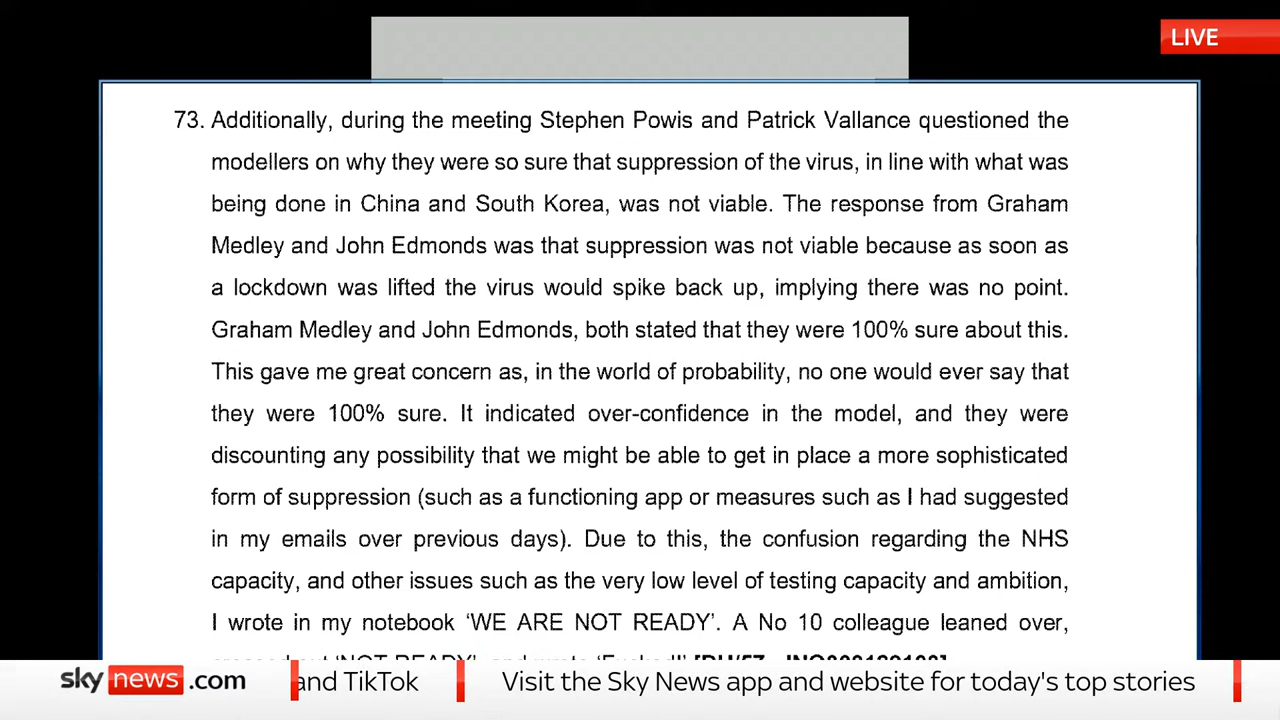 LIVE
73. Additionally, during the meeting Stephen Powis and Patrick Vallance questioned the
modellers on why they were so sure that suppression of the virus, in line with what was
being done in China and South Korea, was not viable. The response from Graham
Medley and John Edmonds was that suppression was not viable because as soon as
a lockdown was lifted the virus would spike back up, implying there was no point.
Graham Medley and John Edmonds, both stated that they were 100% sure about this.
This gave me great concern as, in the world of probability, no one would ever say that
they were 100% sure. It indicated over-confidence in the model, and they were
discounting any possibility that we might be able to get in place a more sophisticated
form of suppression (such as a functioning app or measures such as I had suggested
in my emails over previous days). Due to this, the confusion regarding the NHS
capacity, and other issues such as the very low level of testing capacity and ambition,
I wrote in my notebook ‘WE ARE NOT READY’. A No 10 colleague leaned over,
‘NOT READY’, and wrote
sky news .com
and TikTok
Visit the Sky News app and website for today's top stories